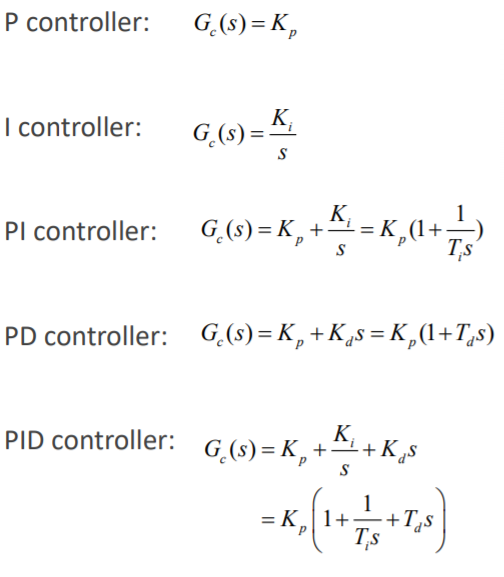 P controller: G_c(s) = K_p
I controller: G_c(s) = \frac{K_i}{s}
PI controller: G_c(s) = K_p + \frac{K_i}{s} = K_p(1 + \frac{1}{T_i s})
PD controller: G_c(s) = K_p + K_d s = K_p(1 + T_d s)
PID controller: G_c(s) = K_p + \frac{K_i}{s} + K_d s
= K_p \left( 1 + \frac{1}{T_i s} + T_d s \right)